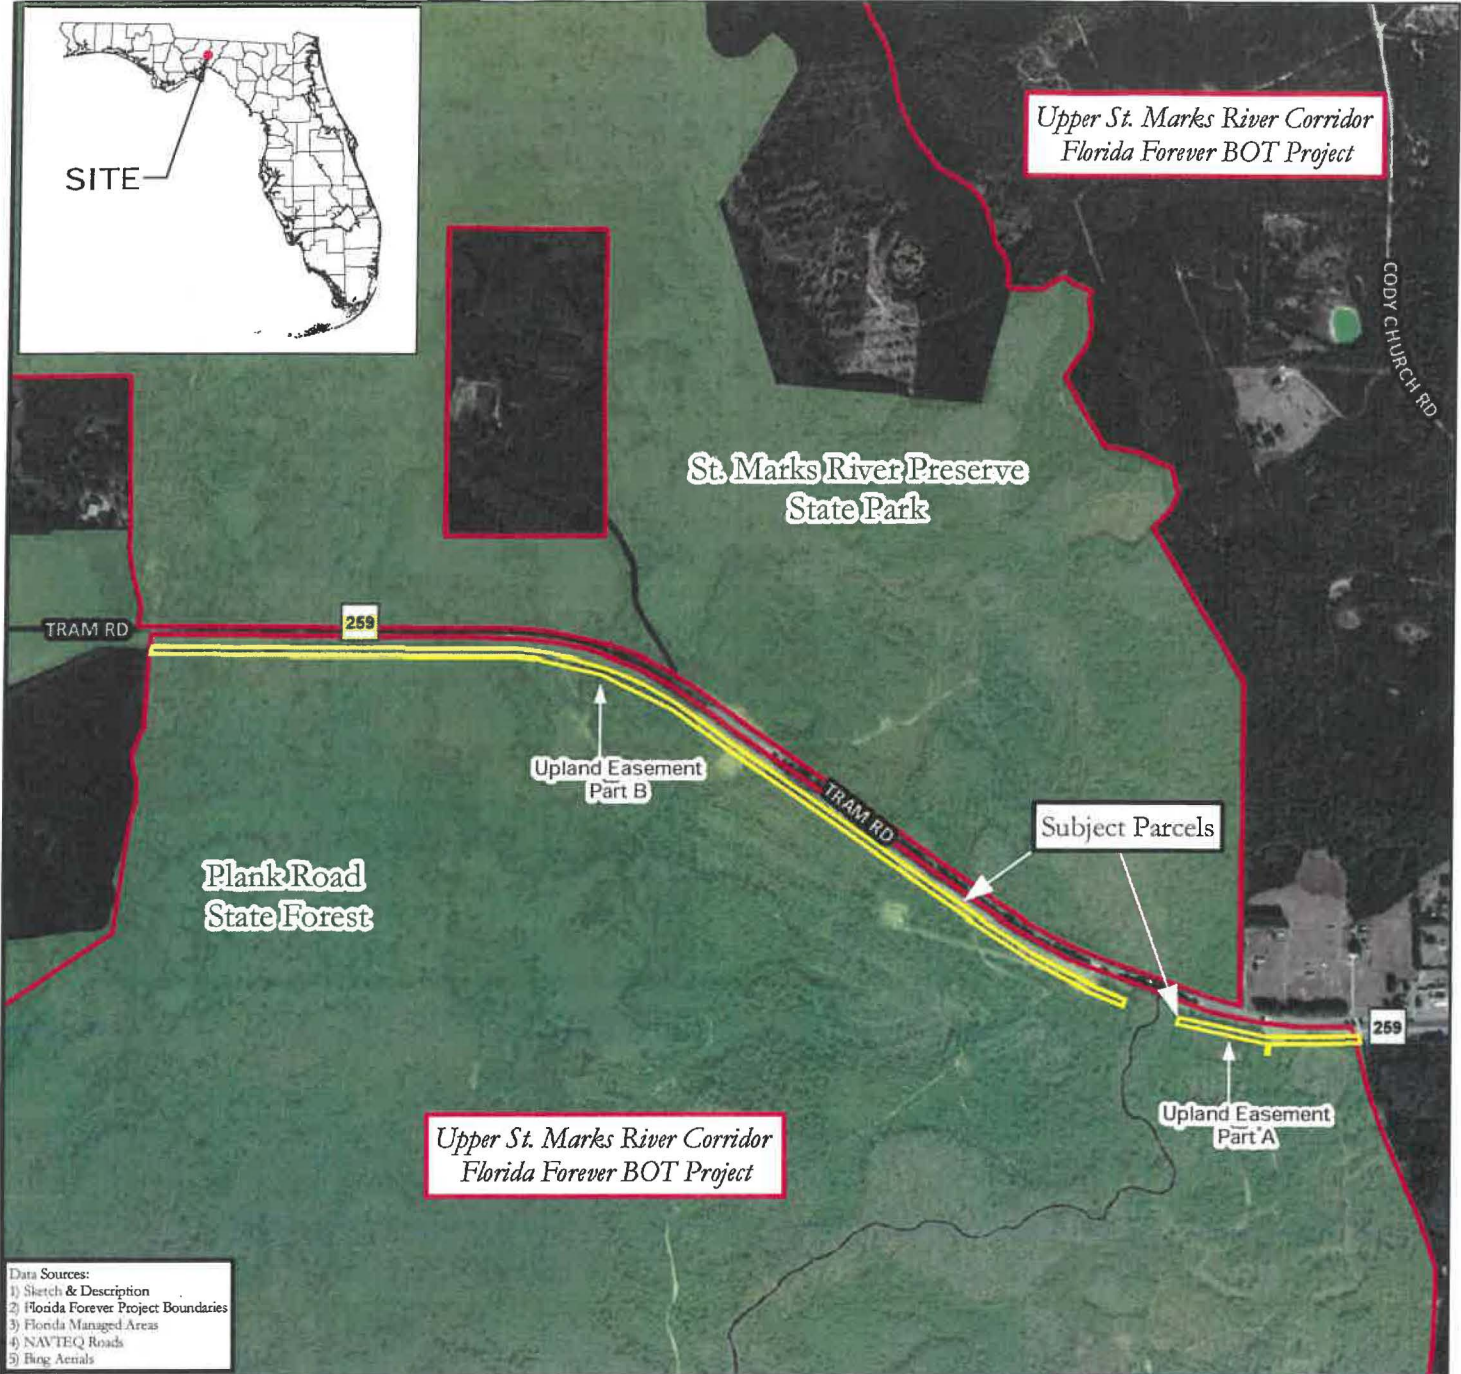 SITE
Upper St. Marks River Corridor
Florida Forever BOT Project
CODY CHURCH RD
St. Marks River Preserve
State Park
TRAM RD
259
Upland Easement
Part B
TRAM RD
Subject Parcels
Plank Road
State Forest
259
Upland Easement
Part A
Upper St. Marks River Corridor
Florida Forever BOT Project
Data Sources:
1) Sketch & Description
2) Florida Forever Project Boundaries
3) Florida Managed Areas
4) NAVTEQ Roads
5) Bing Aerials